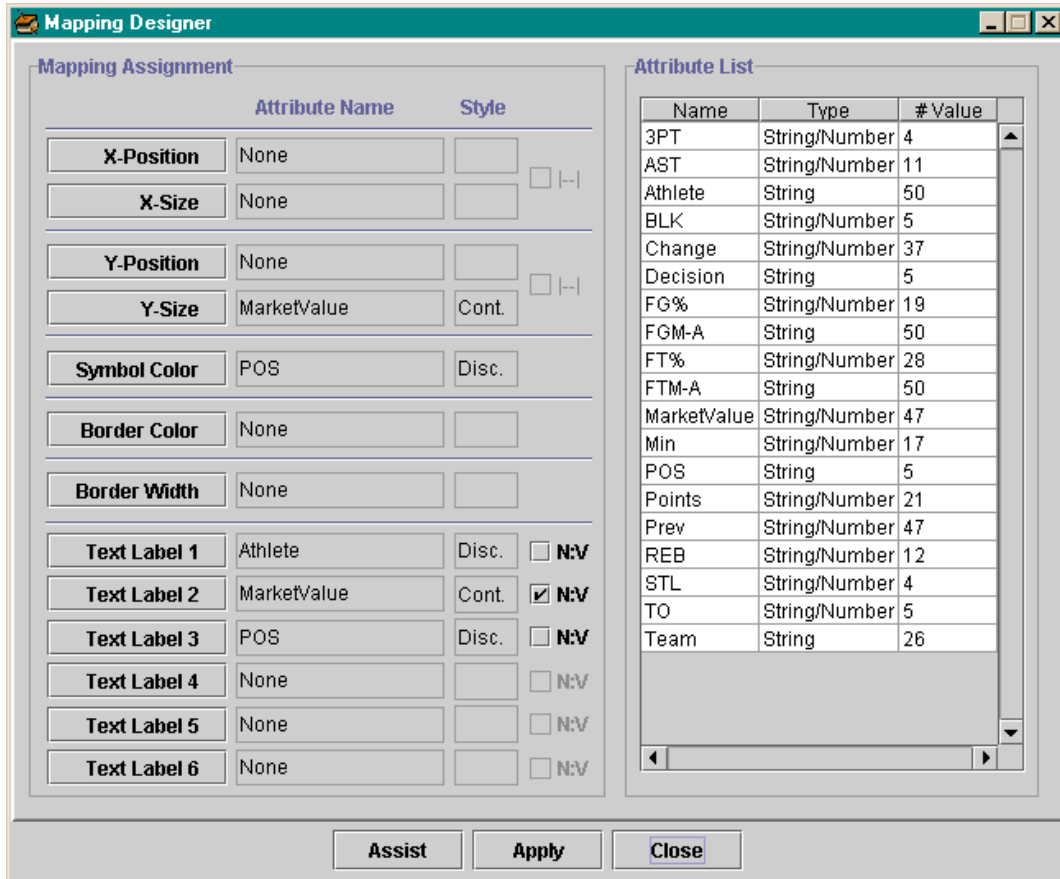 Mapping Designer
Mapping Assignment
Attribute Name Style
X-Position None
|--|
X-Size None
Y-Position None
|--|
Y-Size MarketValue Cont.
Symbol Color POS Disc.
Border Color None
Border Width None
Text Label 1 Athlete Disc. N:V
Text Label 2 MarketValue Cont. N:V
Text Label 3 POS Disc. N:V
Text Label 4 None N:V
Text Label 5 None N:V
Text Label 6 None N:V
Attribute List
Name Type # Value
3PT String/Number 4
AST String/Number 11
Athlete String 50
BLK String/Number 5
Change String/Number 37
Decision String 5
FG% String/Number 19
FGM-A String 50
FT% String/Number 28
FTM-A String 50
MarketValue String/Number 47
Min String/Number 17
POS String 5
Points String/Number 21
Prev String/Number 47
REB String/Number 12
STL String/Number 4
TO String/Number 5
Team String 26
Assist Apply Close